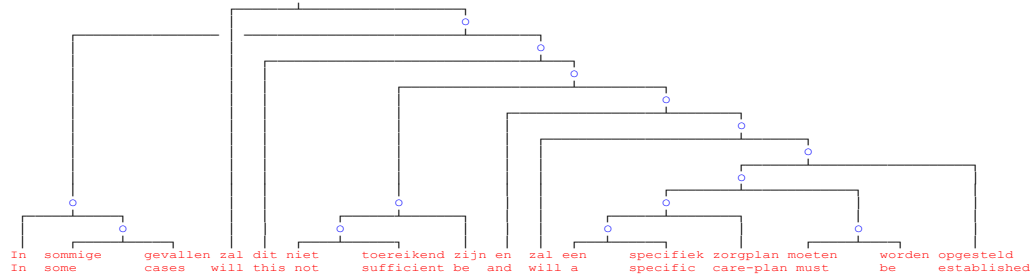 In sommige gevallen zal dit niet toereikend zijn en zal een specifiek zorgplan moeten worden opgesteld
In some cases will this not sufficient be and will a specific care-plan must be established